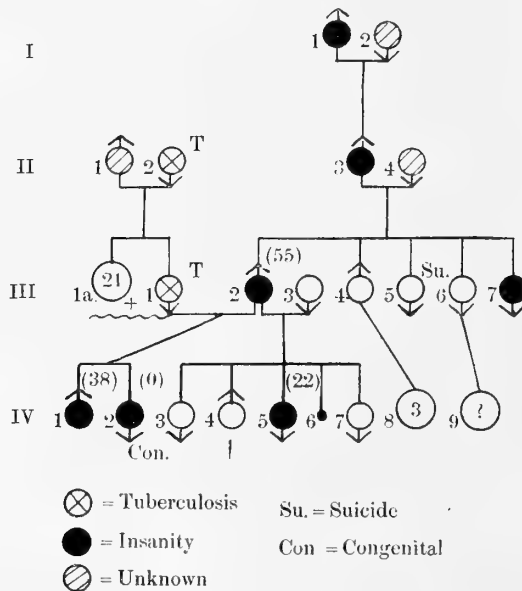 I 1 2
II 1 2 T 3 4
(55)
III 1a. 21 + 1 T 2 3 4 5 Su. 6 7
(38) (0) (22)
IV 1 2 3 4 5 6 7 8 3 9 ?
Con.
= Tuberculosis Su. = Suicide
= Insanity Con = Congenital
= Unknown